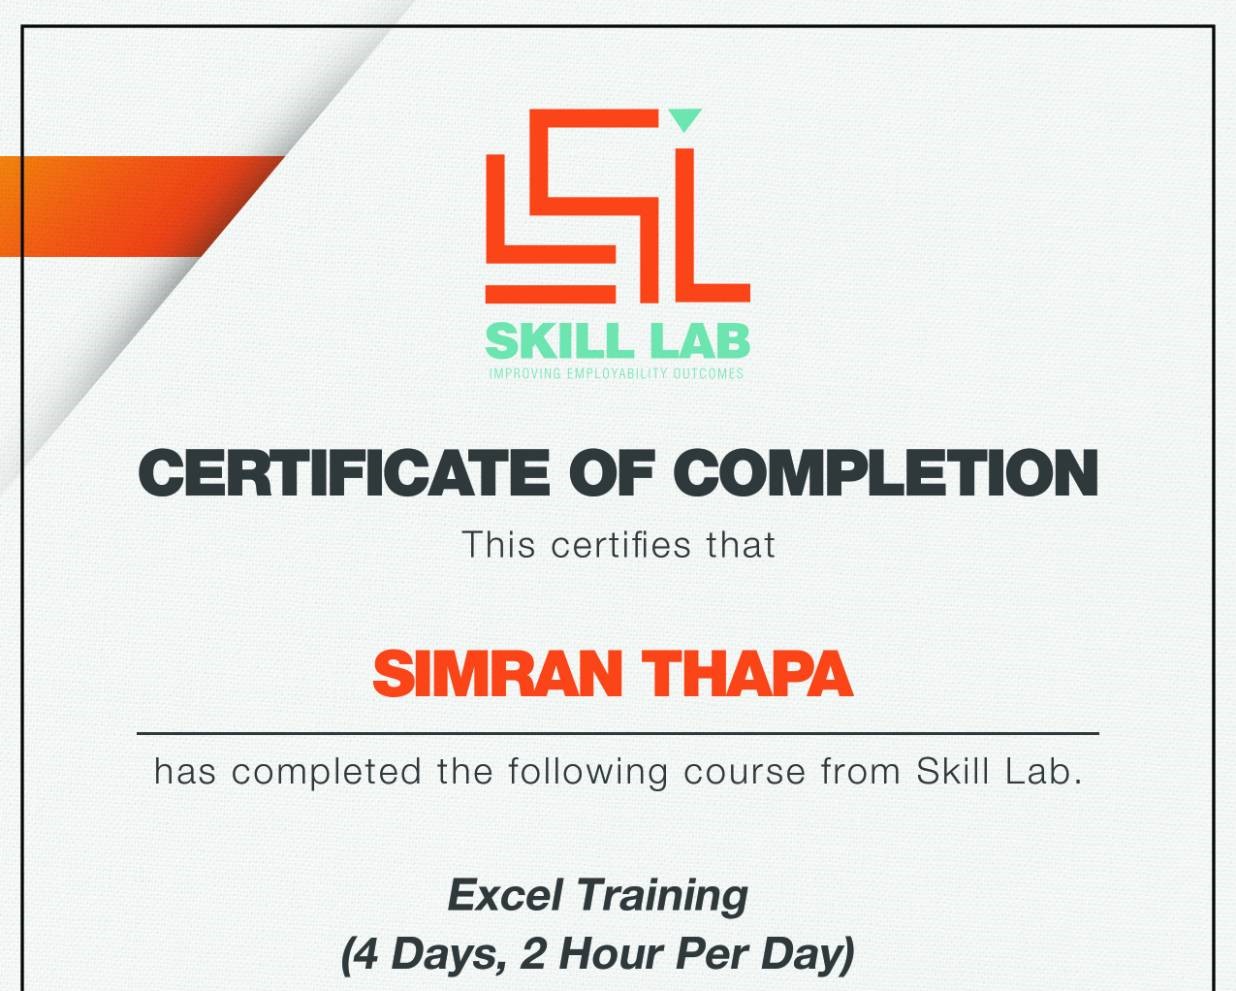 SKILL LAB
IMPROVING EMPLOYABILITY OUTCOMES
CERTIFICATE OF COMPLETION
This certifies that
SIMRAN THAPA
has completed the following course from Skill Lab.
Excel Training
(4 Days, 2 Hour Per Day)